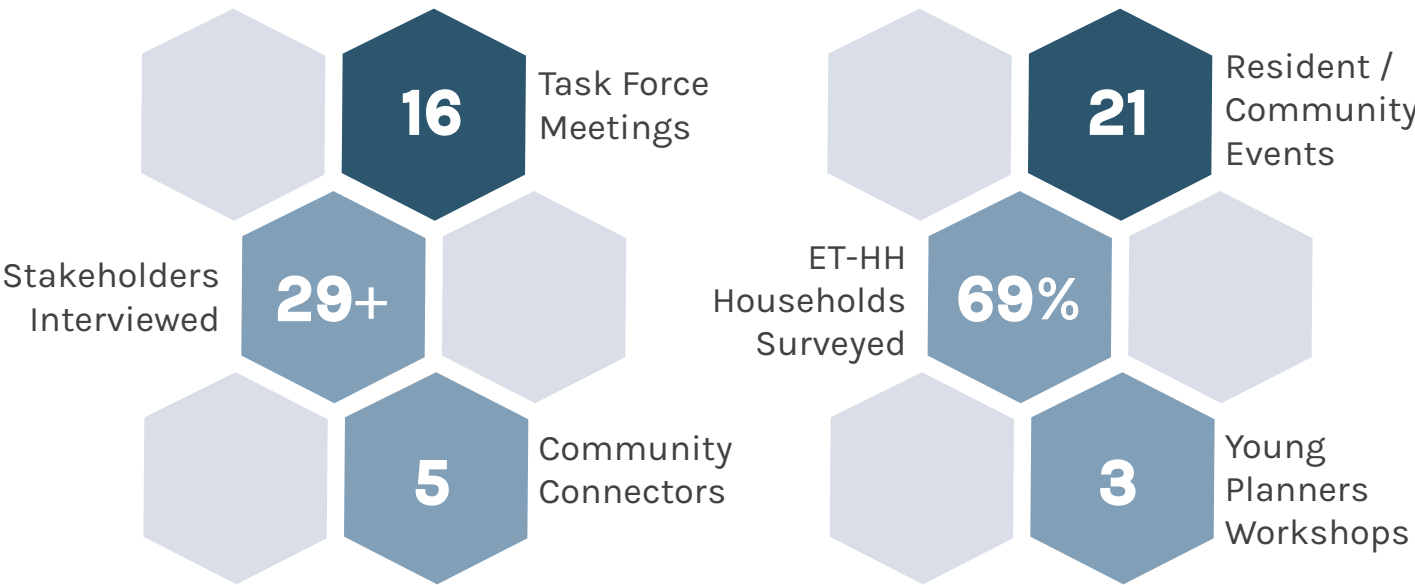 16
Task Force
Meetings
Stakeholders
Interviewed
29+
5
Community
Connectors
21
Resident /
Community
Events
ET-HH
Households
Surveyed
69%
3
Young
Planners
Workshops